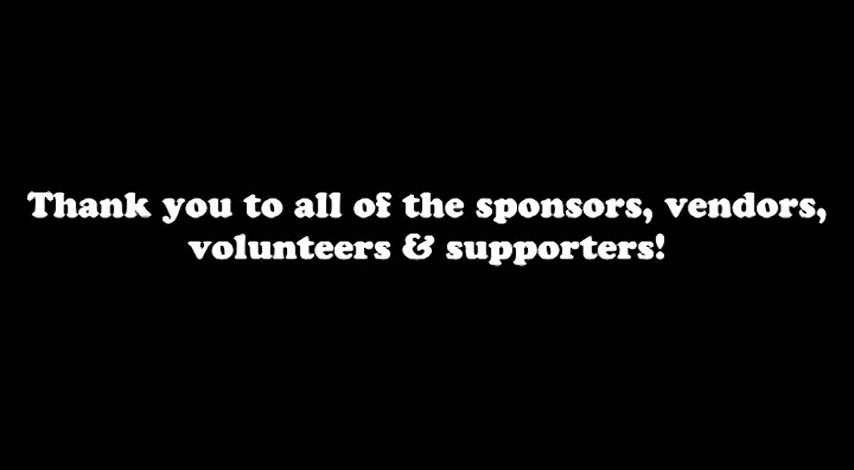 Thank you to all of the sponsors, vendors,
volunteers & supporters!